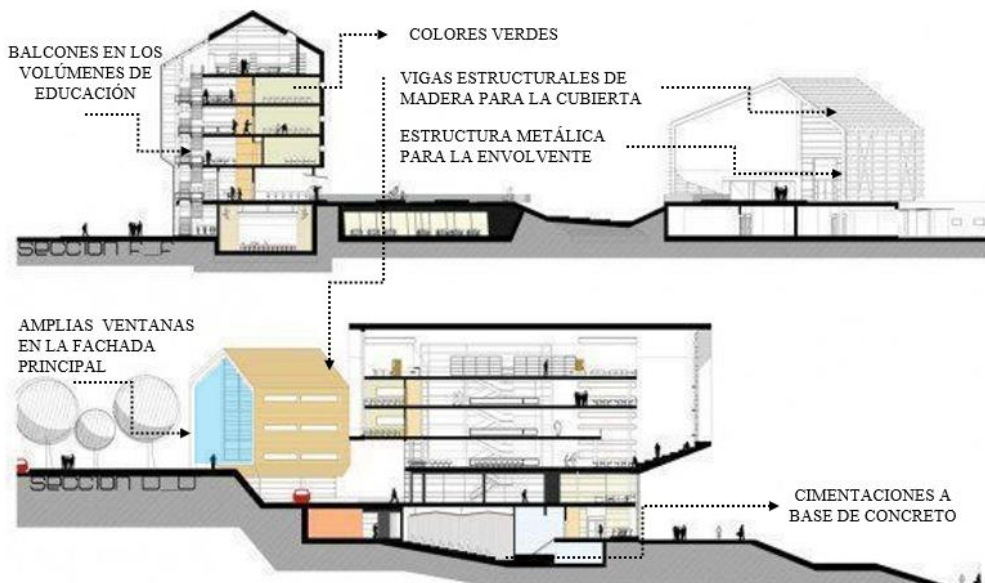 BALCONES EN LOS
VOLÚMENES DE
EDUCACIÓN
COLORES VERDES
VIGAS ESTRUCTURALES DE
MADERA PARA LA CUBIERTA
ESTRUCTURA METÁLICA
PARA LA ENVOLVENTE
SECCION F_F
AMPLIAS VENTANAS
EN LA FACHADA
PRINCIPAL
SECCION D_D
CIMENTACIONES A
BASE DE CONCRETO